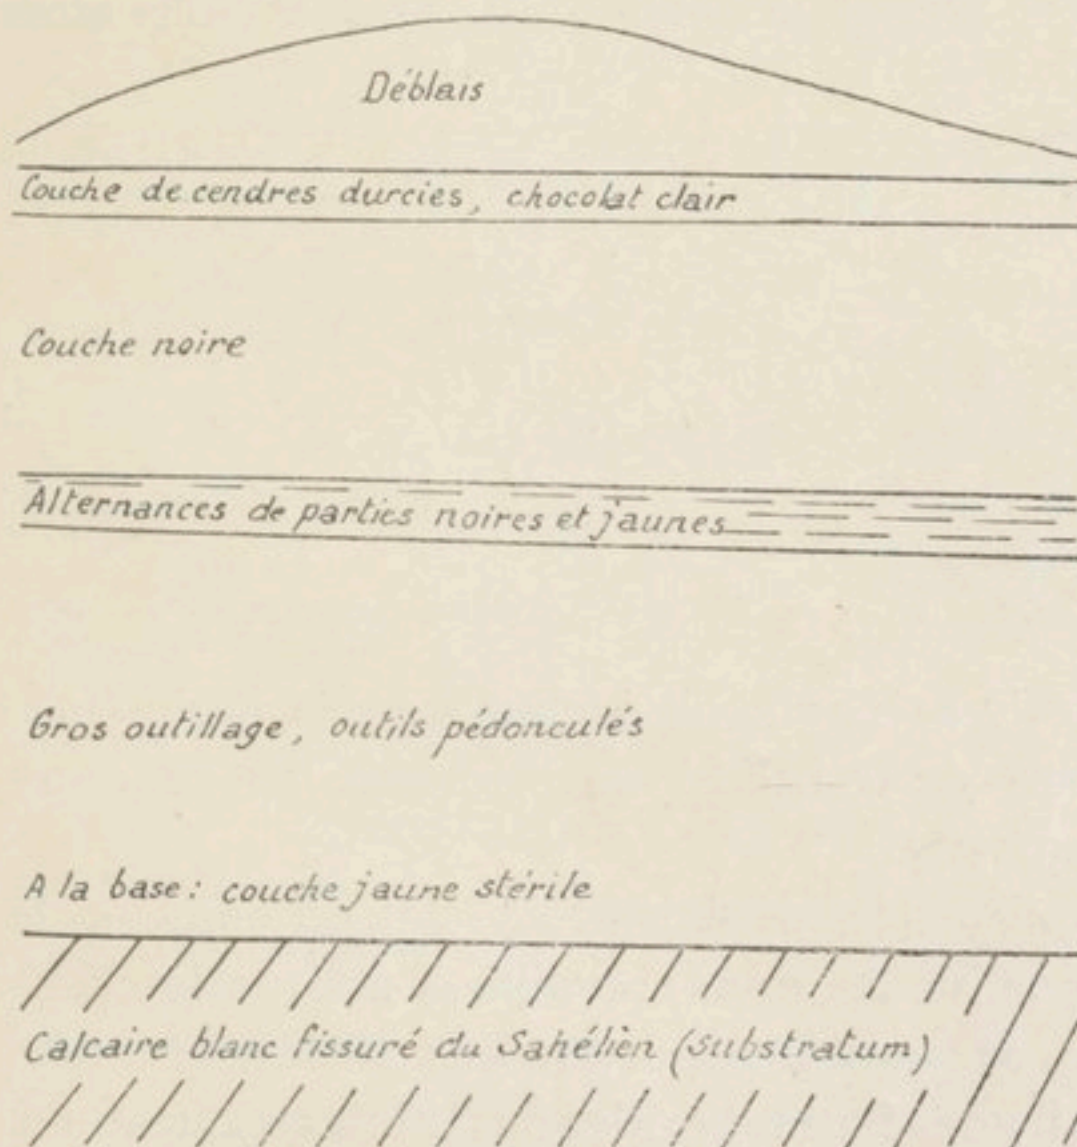 Déblais
Couche de cendres durcies, chocolat clair
Couche noire
Alternances de parties noires et jaunes
Gros outillage, outils pédonculés
A la base: couche jaune stérile
Calcaire blanc fissuré du Sahélien (substratum)